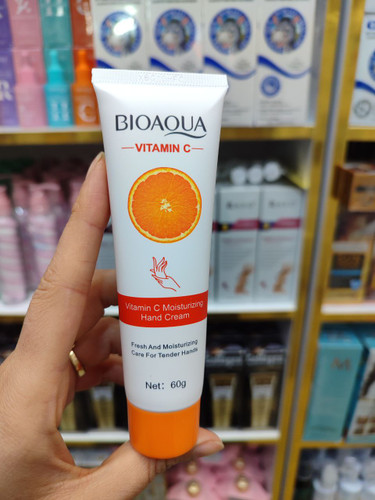 BIOAQUA
VITAMIN C
Vitamin C Moisturizing
Hand Cream
Fresh And Moisturizing
Care For Tender Hands
Net: 60g